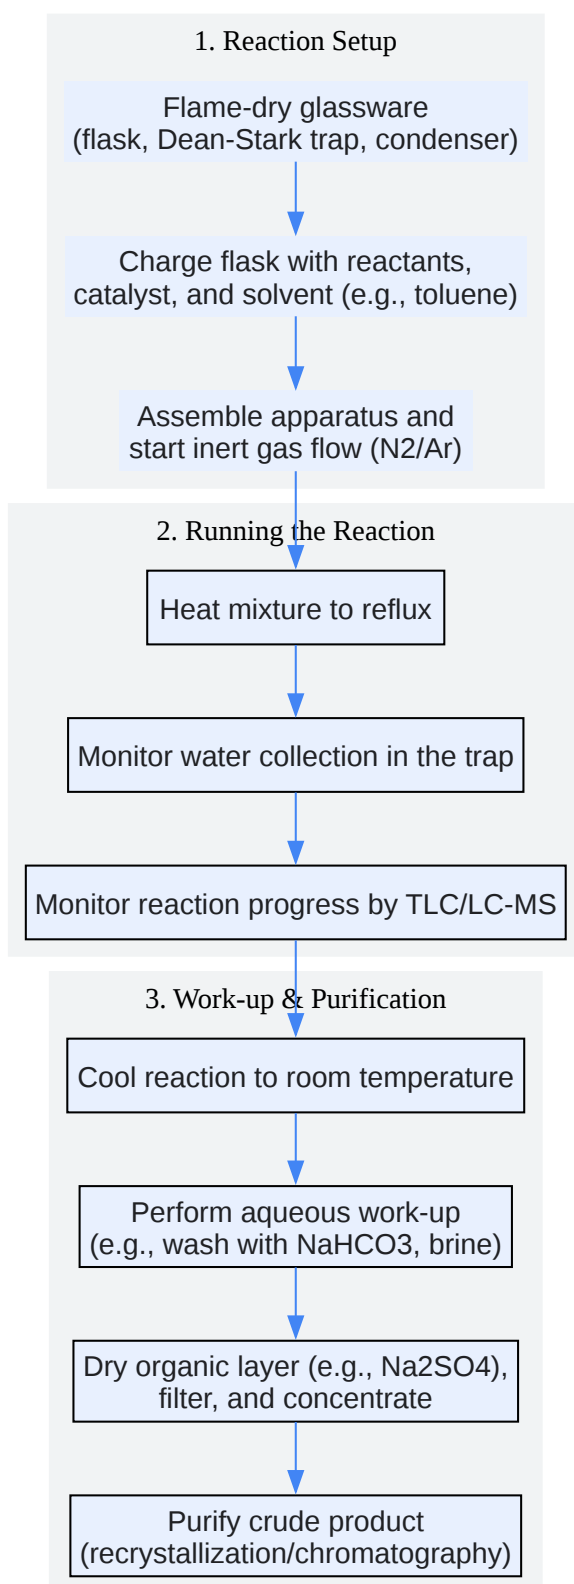 1. Reaction Setup
Flame-dry glassware
(flask, Dean-Stark trap, condenser)
Charge flask with reactants,
catalyst, and solvent (e.g., toluene)
Assemble apparatus and
start inert gas flow (N2/Ar)
2. Running the Reaction
Heat mixture to reflux
Monitor water collection in the trap
Monitor reaction progress by TLC/LC-MS
3. Work-up & Purification
Cool reaction to room temperature
Perform aqueous work-up
(e.g., wash with NaHCO3, brine)
Dry organic layer (e.g., Na2SO4),
filter, and concentrate
Purify crude product
(recrystallization/chromatography)